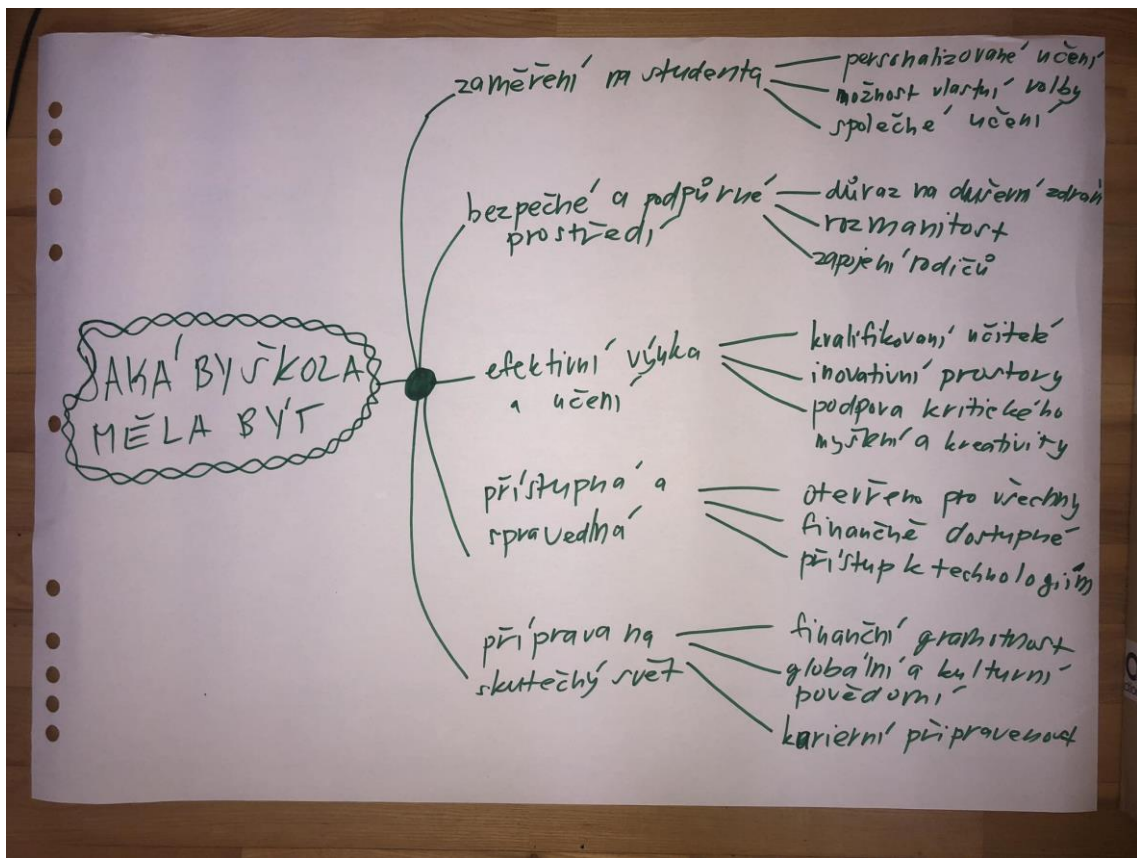 JAKÁ BY ŠKOLA
MĚLA BÝT
zaměření na studenta
personalizované učení
možnost vlastní volby
společné učení
bezpečné a podpůrné
prostředí
důraz na duševní zdraví
rozmanitost
zapojení rodičů
efektivní výuka
a učení
kvalifikovaní učitelé
inovativní prostory
podpora kritického
myšlení a kreativity
přístupná a
spravedlná
otevřeno pro všechny
finančně dostupné
přístup k technologiím
příprava na
skutečný svět
finanční gramotnost
globální a kulturní
povědomí
karierní připravenost